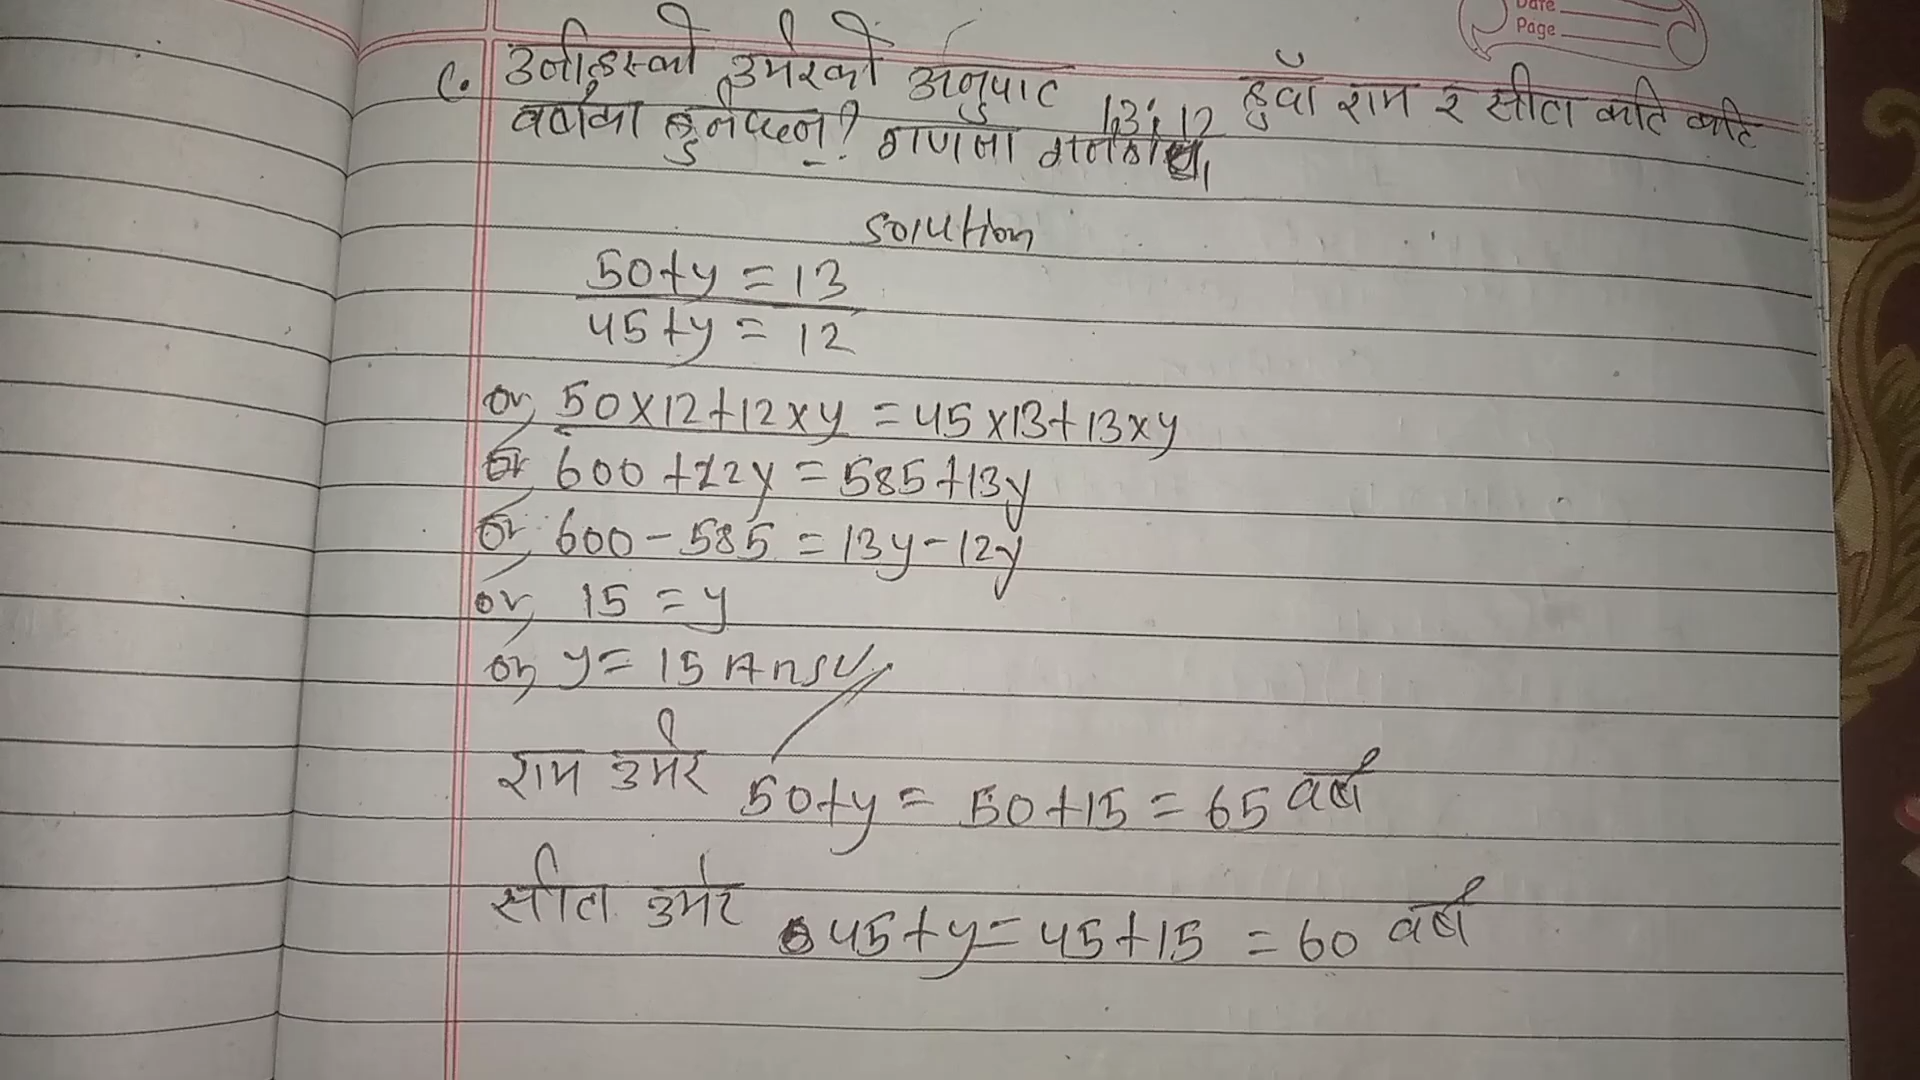 Date
Page
c. उनीहरुको उमेरको अनुपात 13:12 हुँवा राम र सीता कति कति
वर्षका हुनेछन्? गणना
Solution
50+y = 13
45+y = 12
or, 50×12+12×y = 45×13+13×y
or, 600+12y = 585+13y
or, 600-585 = 13y-12y
or, 15 = y
or, y = 15 Ans
राम उमेर 50+y = 50+15 = 65 वर्ष
सीता उमेर 45+y = 45+15 = 60 वर्ष